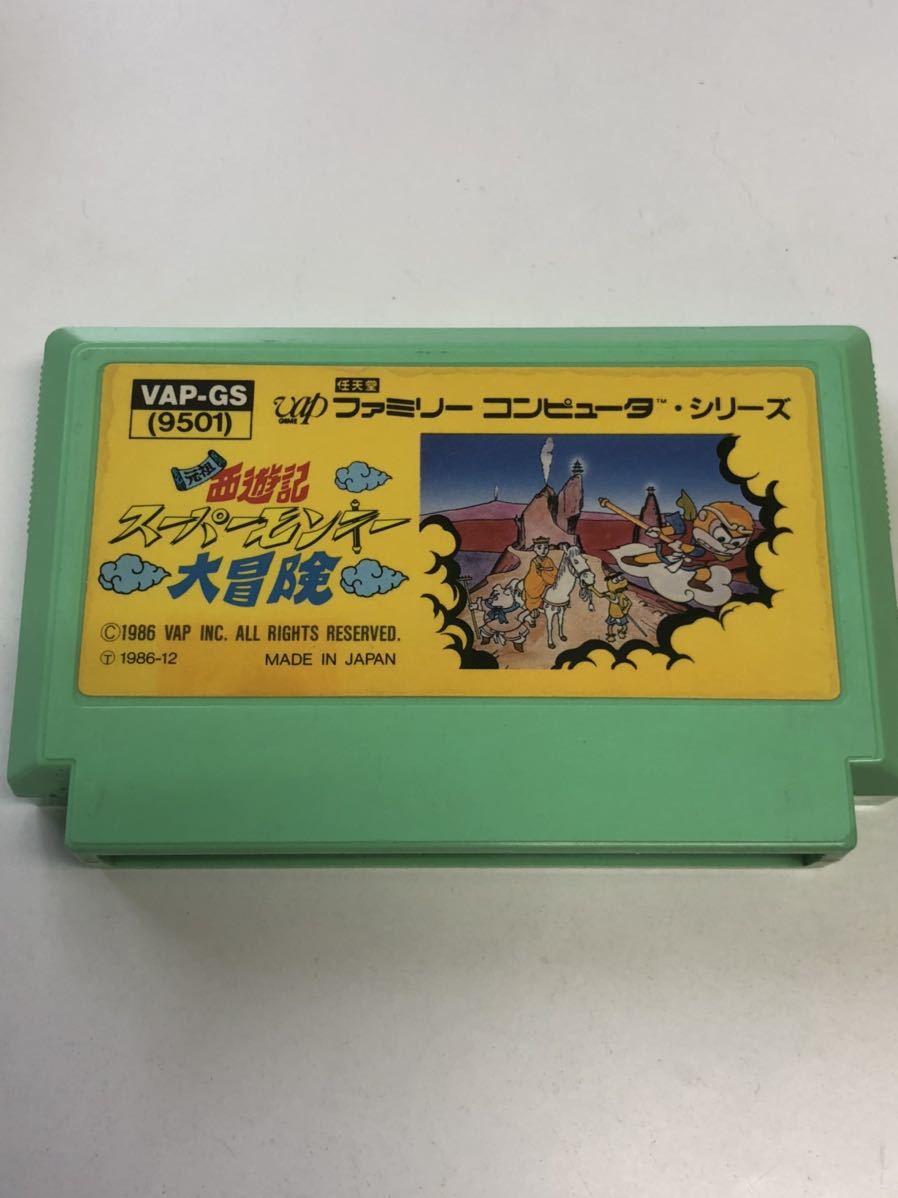 VAP-GS
(9501)
任天堂
vap GAME ファミリー コンピュータ™・シリーズ
元祖
西遊記
スーパーモンキー
大冒険
©1986 VAP INC. ALL RIGHTS RESERVED.
Ⓣ 1986-12 MADE IN JAPAN